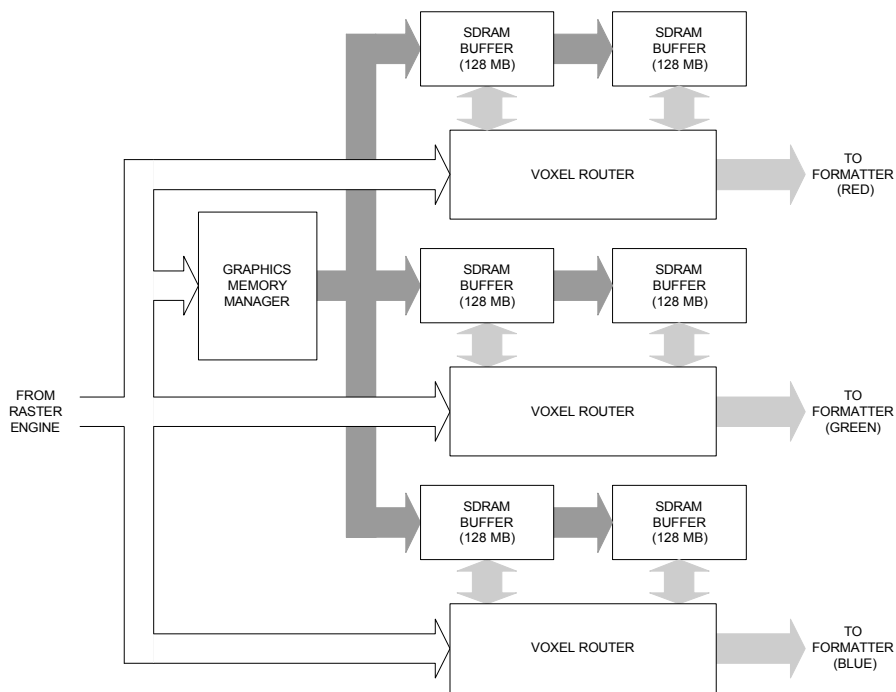 SDRAM
BUFFER
(128 MB)
SDRAM
BUFFER
(128 MB)
VOXEL ROUTER
TO
FORMATTER
(RED)
GRAPHICS
MEMORY
MANAGER
SDRAM
BUFFER
(128 MB)
SDRAM
BUFFER
(128 MB)
FROM
RASTER
ENGINE
VOXEL ROUTER
TO
FORMATTER
(GREEN)
SDRAM
BUFFER
(128 MB)
SDRAM
BUFFER
(128 MB)
VOXEL ROUTER
TO
FORMATTER
(BLUE)